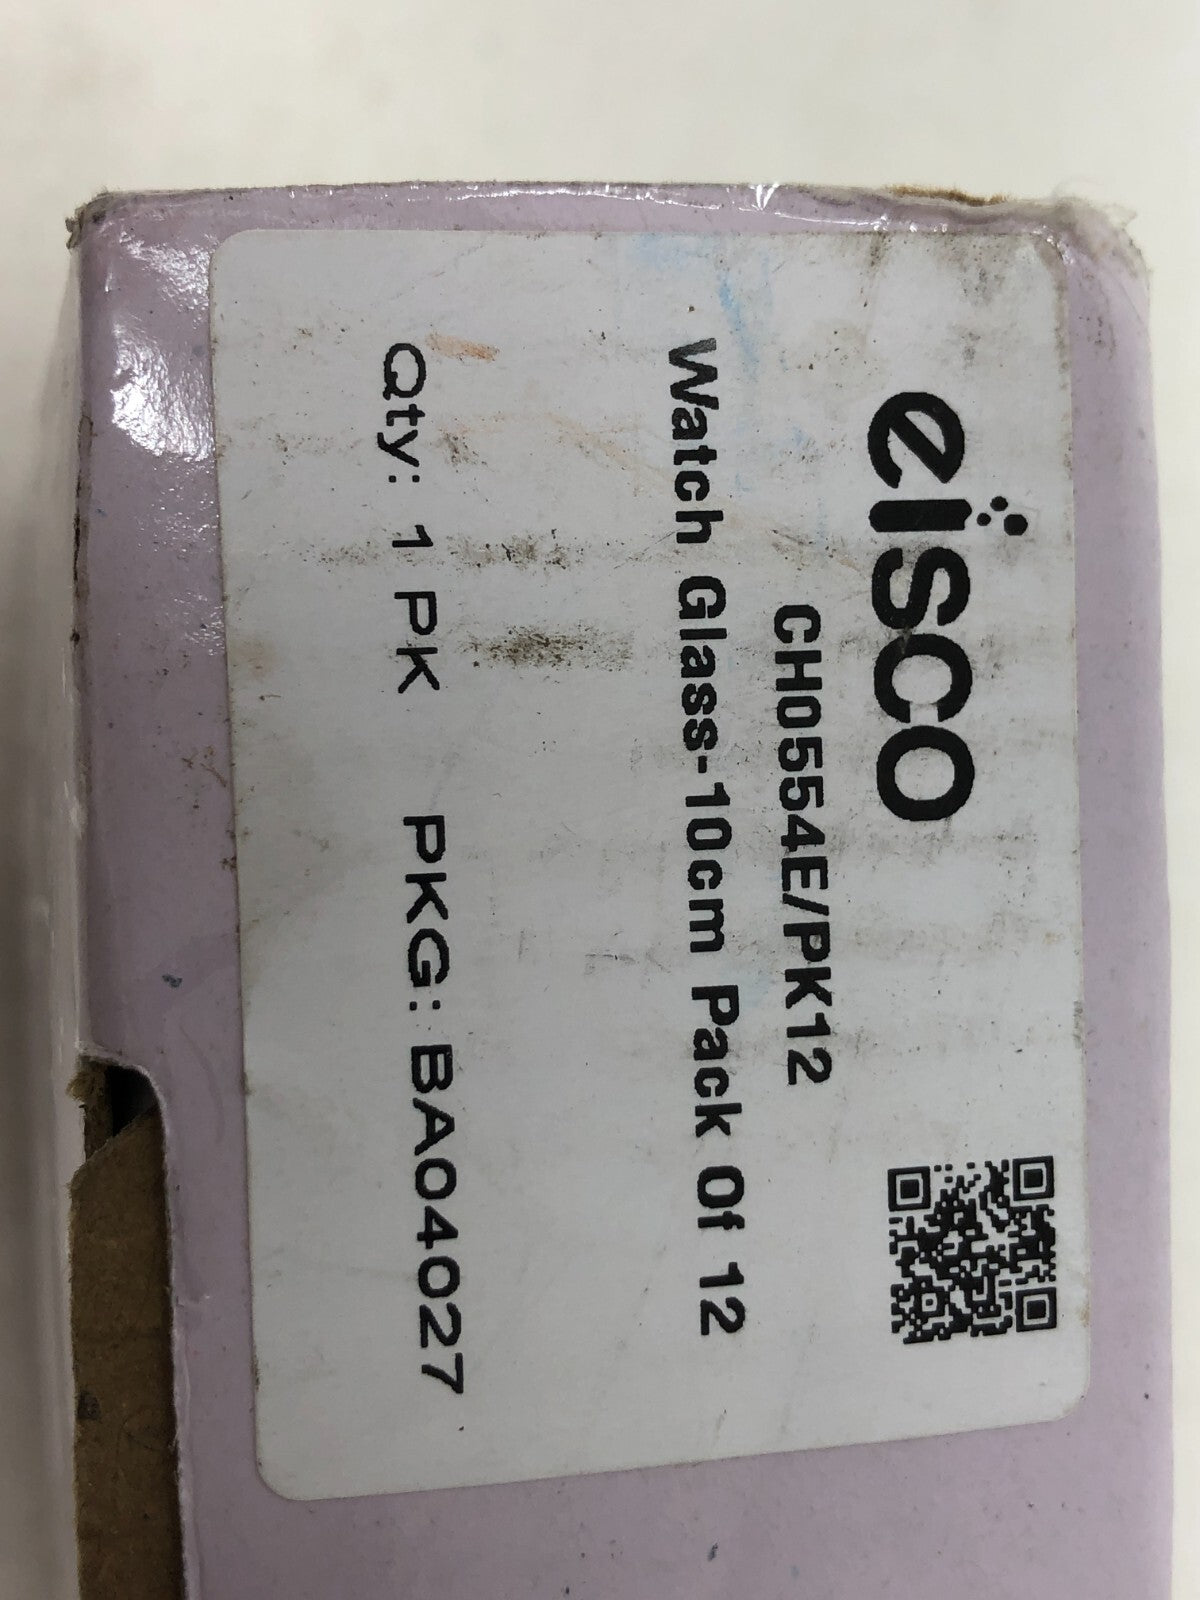 eisco
CH0554E/PK12
Watch Glass-10cm Pack Of 12
Qty: 1 PK PKG: BA04027